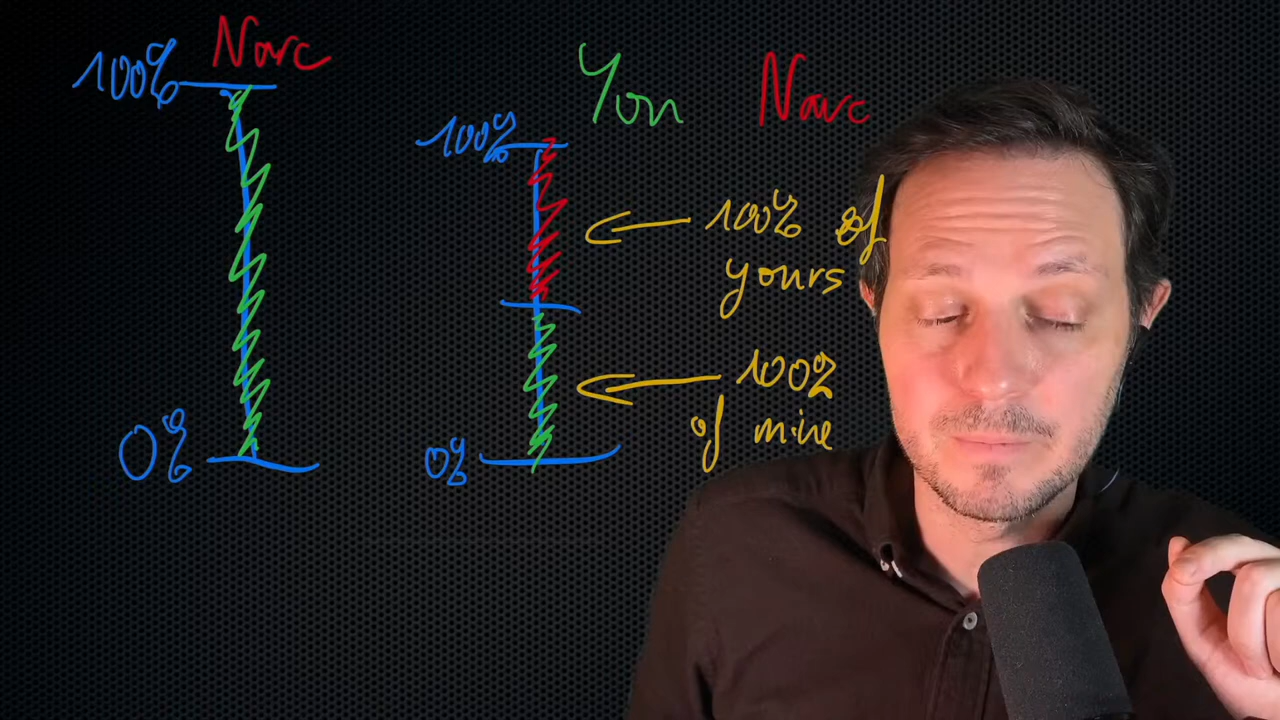 Narc
100%
0%
You Narc
100%
0%
100% of
yours
100%
of mine